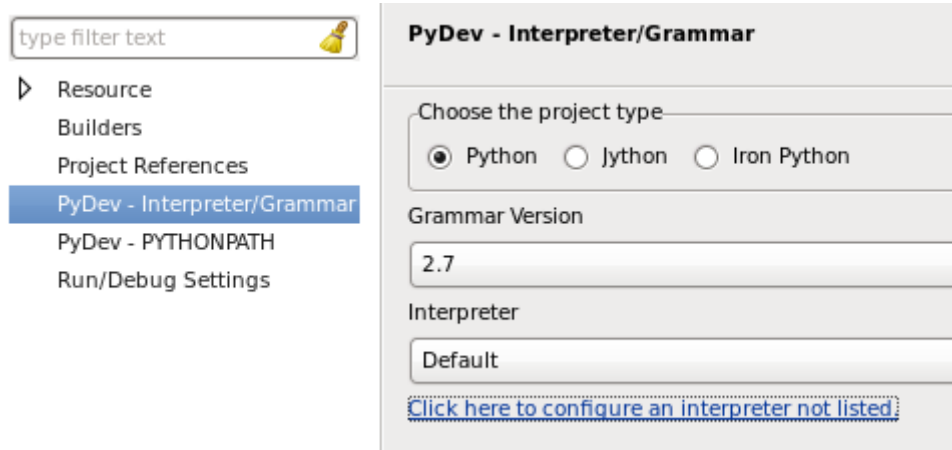 type filter text
Resource
Builders
Project References
PyDev - Interpreter/Grammar
PyDev - PYTHONPATH
Run/Debug Settings
PyDev - Interpreter/Grammar
Choose the project type
Python Jython Iron Python
Grammar Version
2.7
Interpreter
Default
Click here to configure an interpreter not listed.